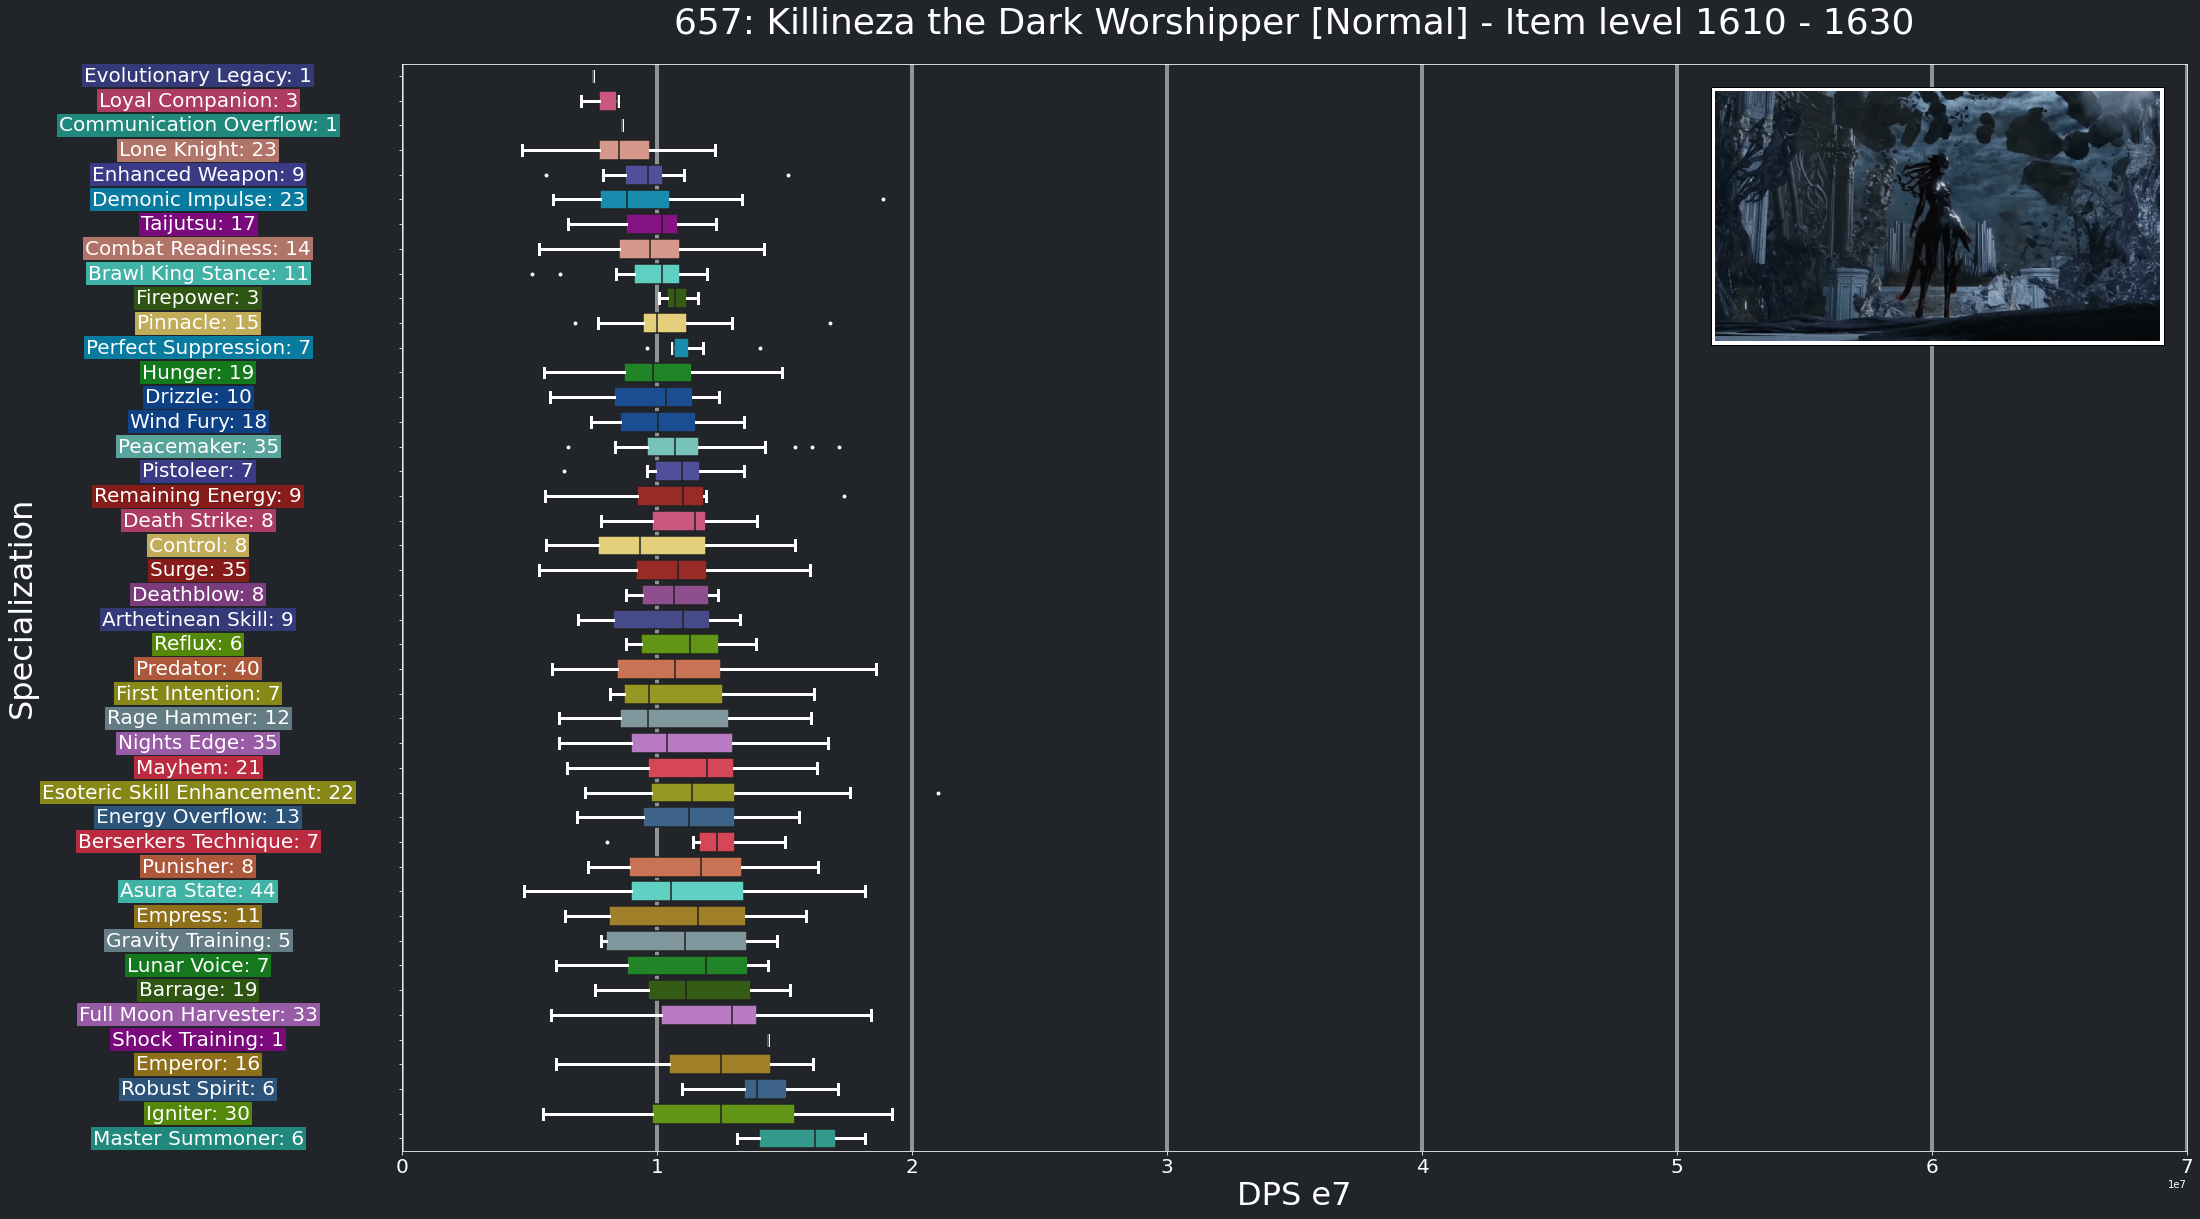 657: Killineza the Dark Worshipper [Normal] - Item level 1610 - 1630
Specialization
Evolutionary Legacy: 1
Loyal Companion: 3
Communication Overflow: 1
Lone Knight: 23
Enhanced Weapon: 9
Demonic Impulse: 23
Taijutsu: 17
Combat Readiness: 14
Brawl King Stance: 11
Firepower: 3
Pinnacle: 15
Perfect Suppression: 7
Hunger: 19
Drizzle: 10
Wind Fury: 18
Peacemaker: 35
Pistoleer: 7
Remaining Energy: 9
Death Strike: 8
Control: 8
Surge: 35
Deathblow: 8
Arthetinean Skill: 9
Reflux: 6
Predator: 40
First Intention: 7
Rage Hammer: 12
Nights Edge: 35
Mayhem: 21
Esoteric Skill Enhancement: 22
Energy Overflow: 13
Berserkers Technique: 7
Punisher: 8
Asura State: 44
Empress: 11
Gravity Training: 5
Lunar Voice: 7
Barrage: 19
Full Moon Harvester: 33
Shock Training: 1
Emperor: 16
Robust Spirit: 6
Igniter: 30
Master Summoner: 6
0 1 2 3 4 5 6 7
1e7
DPS e7